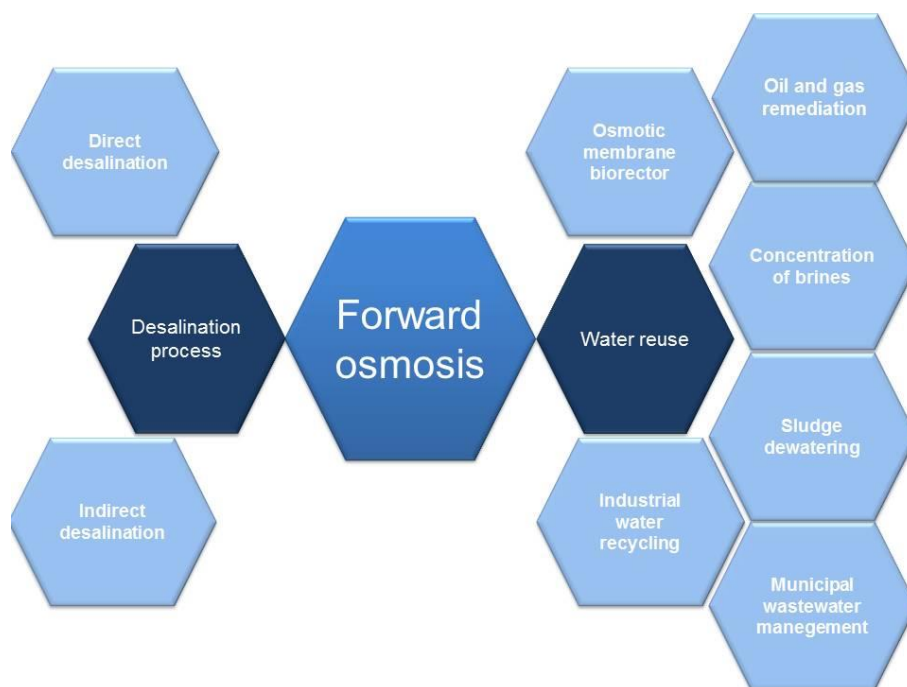 Direct
desalination
Desalination
process
Indirect
desalination
Forward
osmosis
Osmotic
membrane
biorector
Water reuse
Industrial
water
recycling
Oil and gas
remediation
Concentration
of brines
Sludge
dewatering
Municipal
wastewater
manegement